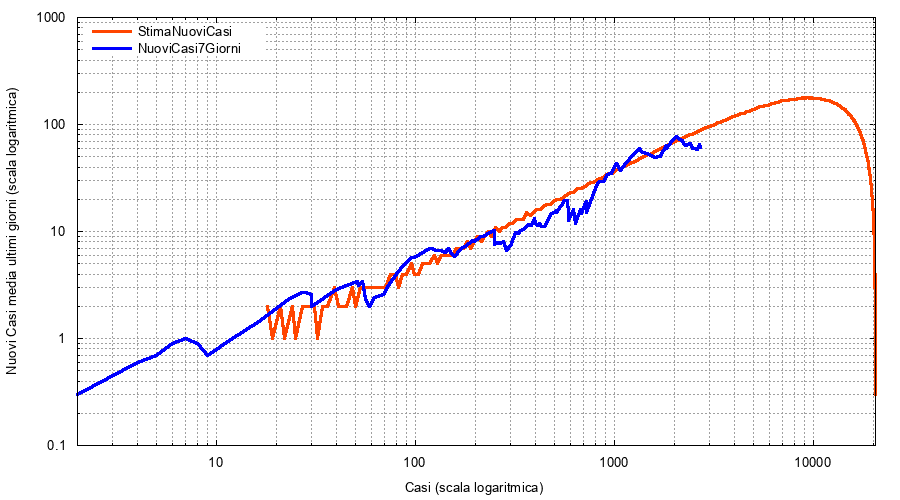 1000
StimaNuoviCasi
NuoviCasi7Giorni
100
10
1
0.1
Nuovi Casi media ultimi giorni (scala logaritmica)
10
100
1000
10000
Casi (scala logaritmica)